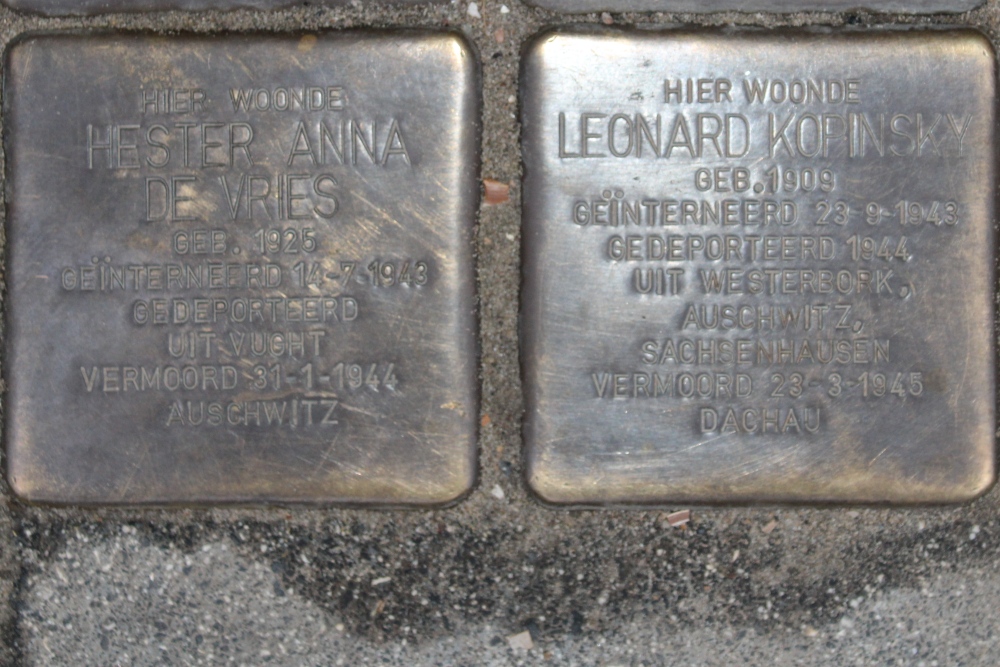 HIER WOONDE
HESTER ANNA
DE VRIES
GEB. 1925
GEÏNTERNEERD 14-7-1943
GEDEPORTEERD
UIT VUGHT
VERMOORD 31-1-1944
AUSCHWITZ
HIER WOONDE
LEONARD KOPINSKY
GEB.1909
GEÏNTERNEERD 23-9-1943
GEDEPORTEERD 1944
UIT WESTERBORK,
AUSCHWITZ,
SACHSENHAUSEN
VERMOORD 23-3-1945
DACHAU